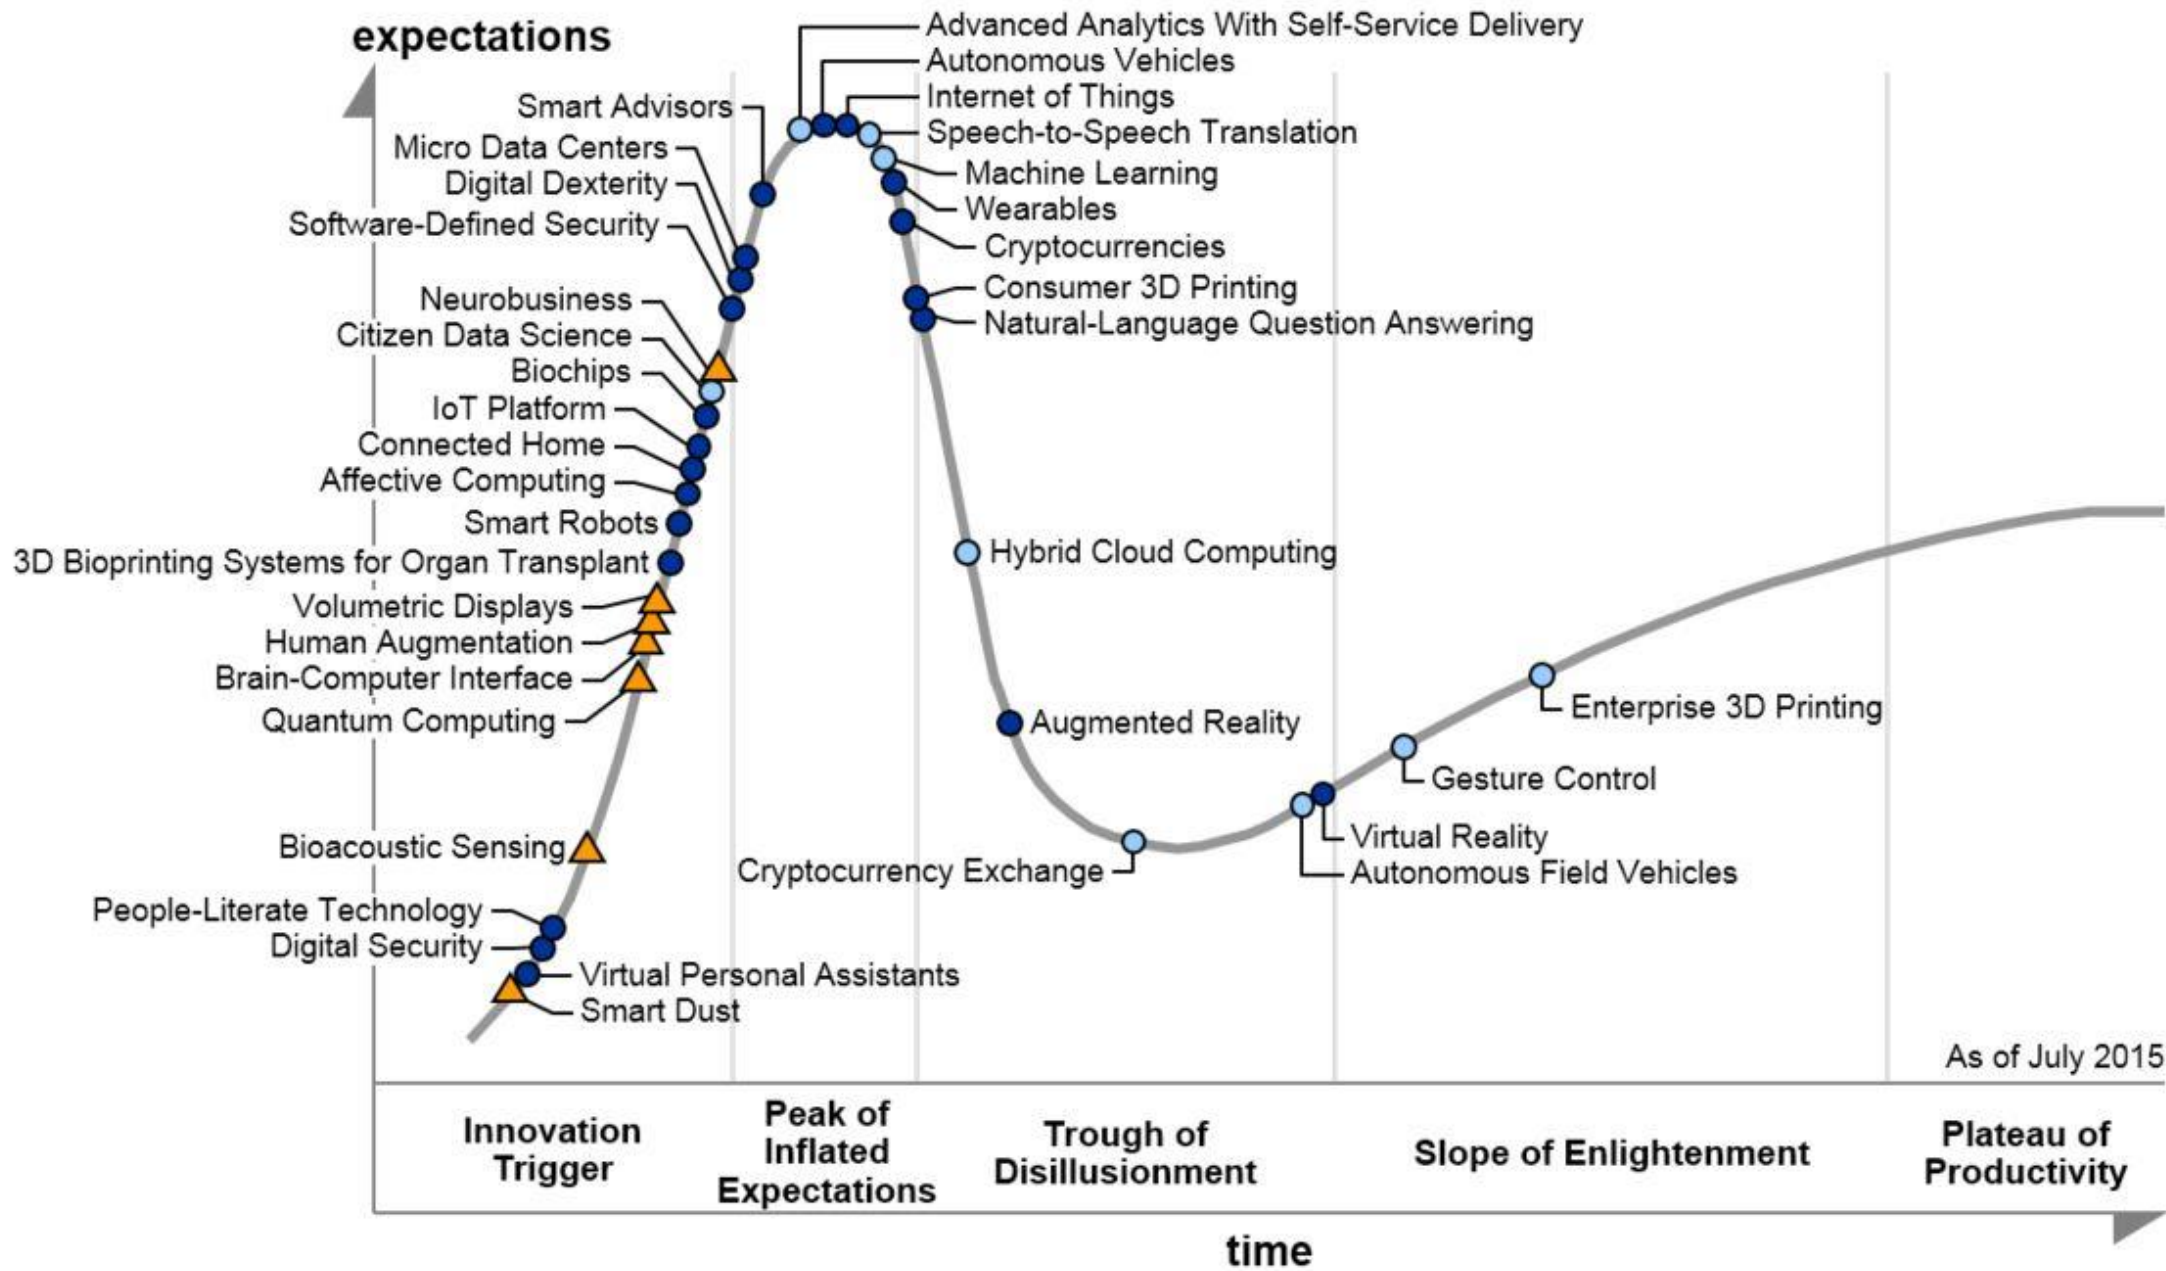 expectations
Advanced Analytics With Self-Service Delivery
Autonomous Vehicles
Internet of Things
Speech-to-Speech Translation
Machine Learning
Wearables
Cryptocurrencies
Consumer 3D Printing
Natural-Language Question Answering
Smart Advisors
Micro Data Centers
Digital Dexterity
Software-Defined Security
Neurobusiness
Citizen Data Science
Biochips
IoT Platform
Connected Home
Affective Computing
Smart Robots
3D Bioprinting Systems for Organ Transplant
Volumetric Displays
Human Augmentation
Brain-Computer Interface
Quantum Computing
Bioacoustic Sensing
People-Literate Technology
Digital Security
Virtual Personal Assistants
Smart Dust
Hybrid Cloud Computing
Augmented Reality
Cryptocurrency Exchange
Enterprise 3D Printing
Gesture Control
Virtual Reality
Autonomous Field Vehicles
As of July 2015
Innovation
Trigger
Peak of
Inflated
Expectations
Trough of
Disillusionment
Slope of Enlightenment
Plateau of
Productivity
time